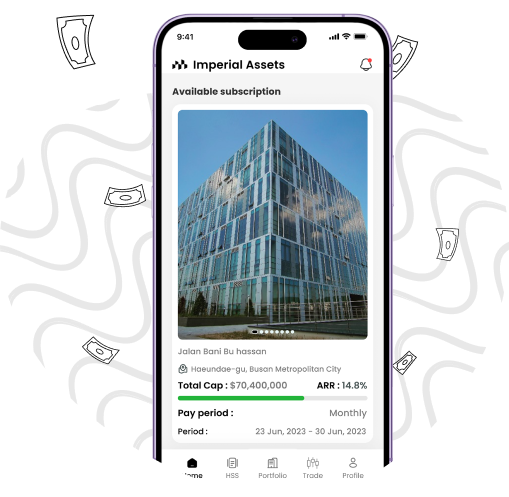 9:41
Imperial Assets
Available subscription
Jalan Bani Bu hassan
Haeundae-gu, Busan Metropolitan City
Total Cap : $70,400,000 ARR : 14.8%
Pay period : Monthly
Period : 23 Jun, 2023 - 30 Jun, 2023
Home HSS Portfolio Trade Profile